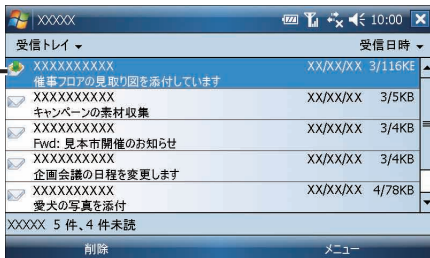 XXXXX 10:00
受信トレイ 受信日時
XXXXXXXXXX XX/XX/XX 3/116KE
催事フロアの見取り図を添付しています
XXXXXXXXXX XX/XX/XX 3/5KB
キャンペーンの素材収集
XXXXXXXXXX XX/XX/XX 3/4KB
Fwd: 見本市開催のお知らせ
XXXXXXXXXX XX/XX/XX 3/4KB
企画会議の日程を変更します
XXXXXXXXXX XX/XX/XX 4/78KB
愛犬の写真を添付
XXXXX 5 件、4 件未読
削除 メニュー